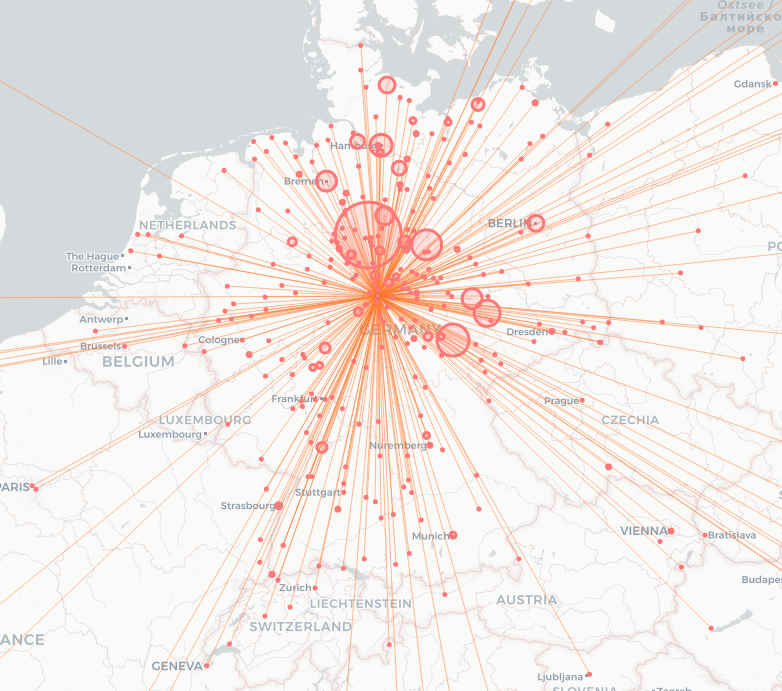 Ostsee /
Балтийско
море
Gdansk
Hamburg
Bremen
BERLIN
NETHERLANDS
PO
The Hague
Rotterdam
Antwerp
GERMANY
Dresden
Cologne
Brussels
Lille
BELGIUM
Frankfurt
Prague
LUXEMBOURG
CZECHIA
Luxembourg
Nuremberg
PARIS
Stuttgart
Strasbourg
VIENNA
Munich
Bratislava
Budapes
Zurich
LIECHTENSTEIN
AUSTRIA
SWITZERLAND
ANCE
GENEVA
Ljubljana
SLOVENIA
Zagreb